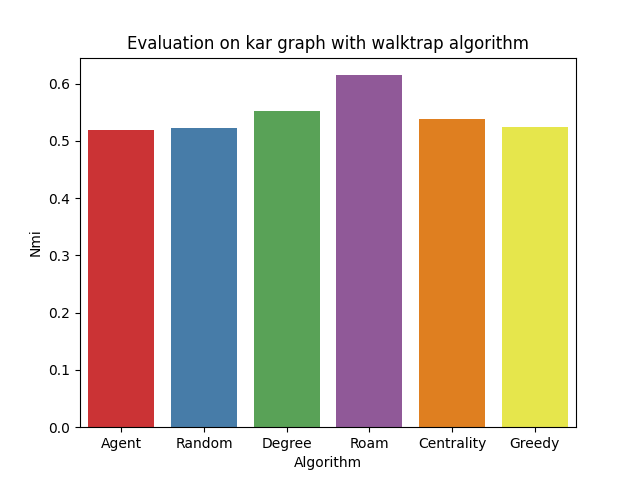 Evaluation on kar graph with walktrap algorithm
Nmi
0.6
0.5
0.4
0.3
0.2
0.1
0.0
Agent Random Degree Roam Centrality Greedy
Algorithm